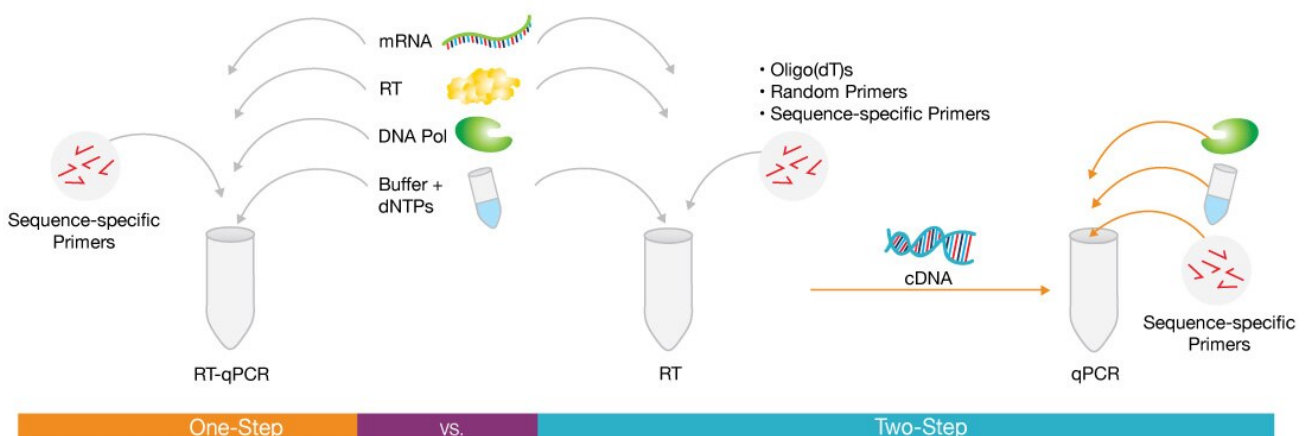 mRNA
RT
DNA Pol
Buffer +
dNTPs
Sequence-specific
Primers
• Oligo(dT)s
• Random Primers
• Sequence-specific Primers
cDNA
Sequence-specific
Primers
RT-qPCR
RT
qPCR
One-Step
vs.
Two-Step